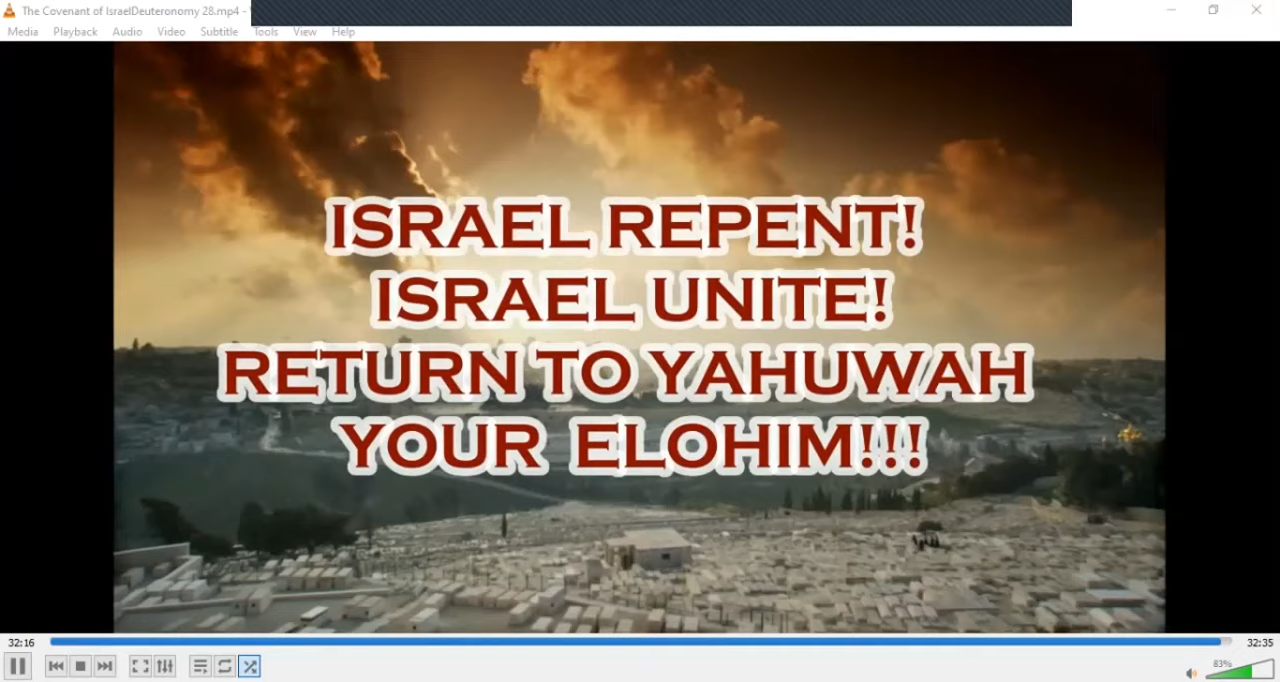 The Covenant of IsraelDeuteronomy 28.mp4 -
Media Playback Audio Video Subtitle Tools View Help
ISRAEL REPENT!
ISRAEL UNITE!
RETURN TO YAHUWAH
YOUR ELOHIM!!!
32:16 32:35
83%